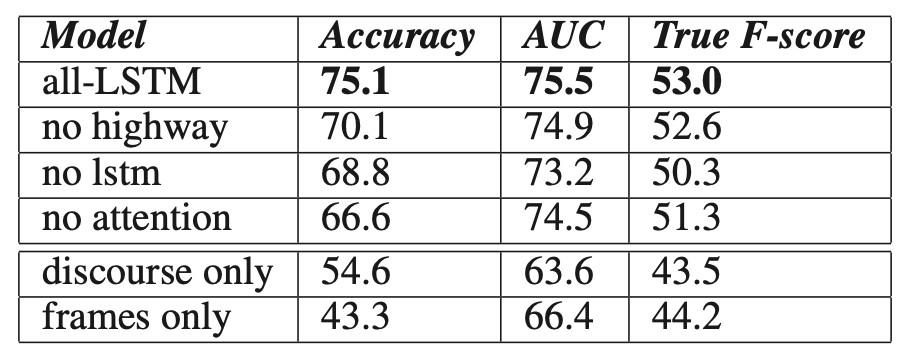 Model Accuracy AUC True F-score
all-LSTM 75.1 75.5 53.0
no highway 70.1 74.9 52.6
no lstm 68.8 73.2 50.3
no attention 66.6 74.5 51.3
discourse only 54.6 63.6 43.5
frames only 43.3 66.4 44.2